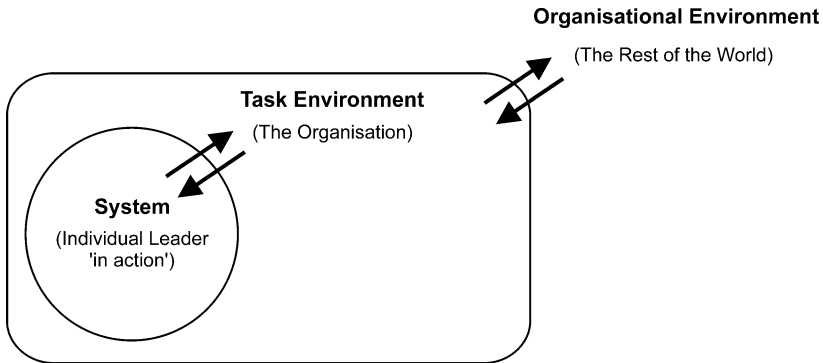 Organisational Environment
(The Rest of the World)
Task Environment
(The Organisation)
System
(Individual Leader
'in action')